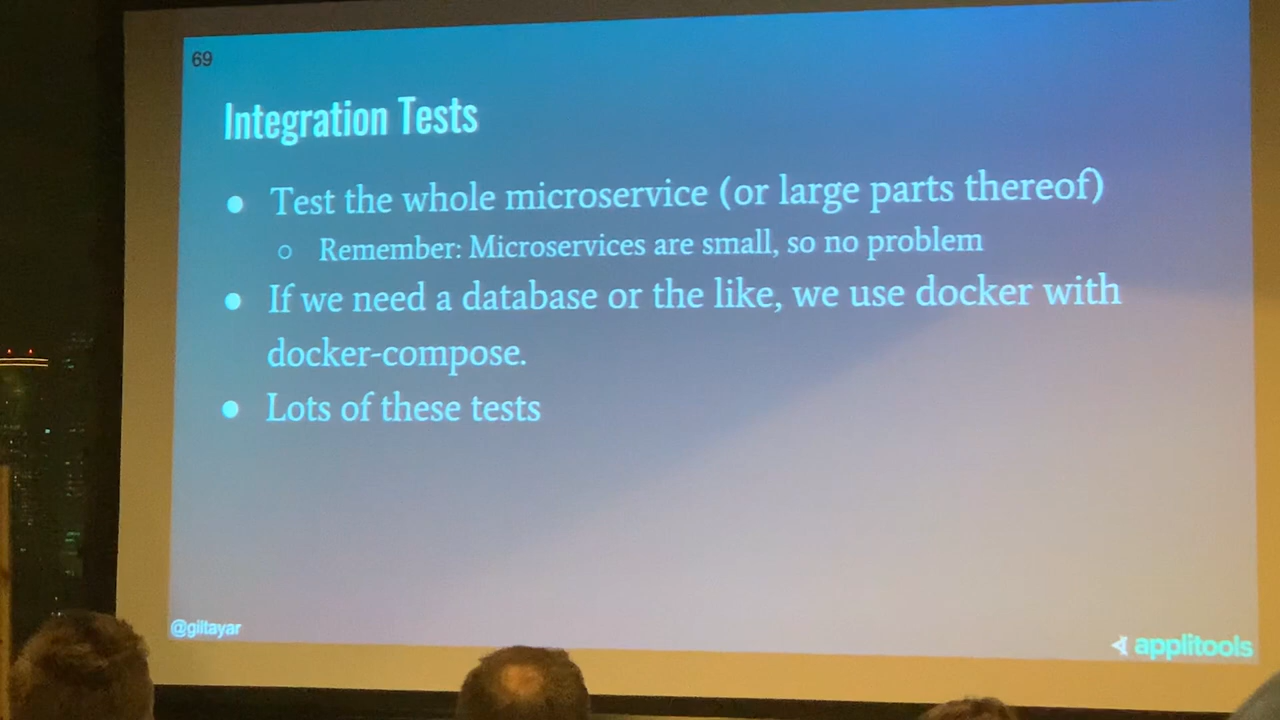 69
Integration Tests
● Test the whole microservice (or large parts thereof)
○ Remember: Microservices are small, so no problem
● If we need a database or the like, we use docker with
docker-compose.
● Lots of these tests
@giltayar
applitools